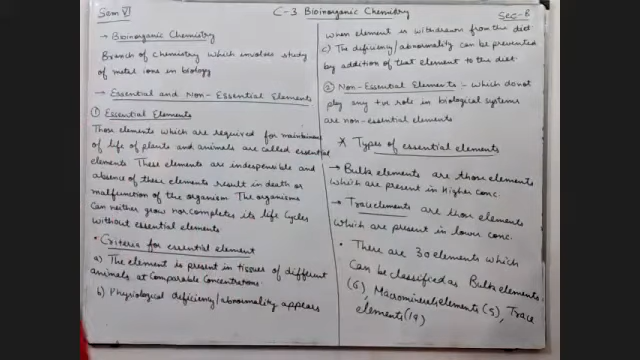 Sem VI
C-3 Bioinorganic Chemistry
Sec-B
→ Bioinorganic Chemistry
Branch of chemistry which involves study
of metal ions in biology
→ Essential and Non-Essential Elements
① Essential Elements
Those elements which are required for maintainence
of life of plants and animals are called essential
elements. These elements are indespensible and
absence of these elements result in death or
malfunction of the organism. The organisms
can neither grow nor completes its life cycles
without essential elements
• Criteria for essential element
a) The element is present in tissues of different
animals at comparable concentrations.
b) Physiological deficiency/abnormality appears
when element is withdrawn from the diet
c) The deficiency/abnormality can be prevented
by addition of that element to the diet.
② Non-Essential Elements :- which do not
play any +ve role in biological systems
are non-essential elements
* Types of essential elements
→ Bulk elements are those elements
which are present in higher conc.
→ Trace elements are those elements
which are present in lower conc.
• There are 30 elements which
can be classified as Bulk elements
(6), Macromineralselements (5), Trace
elements (19)